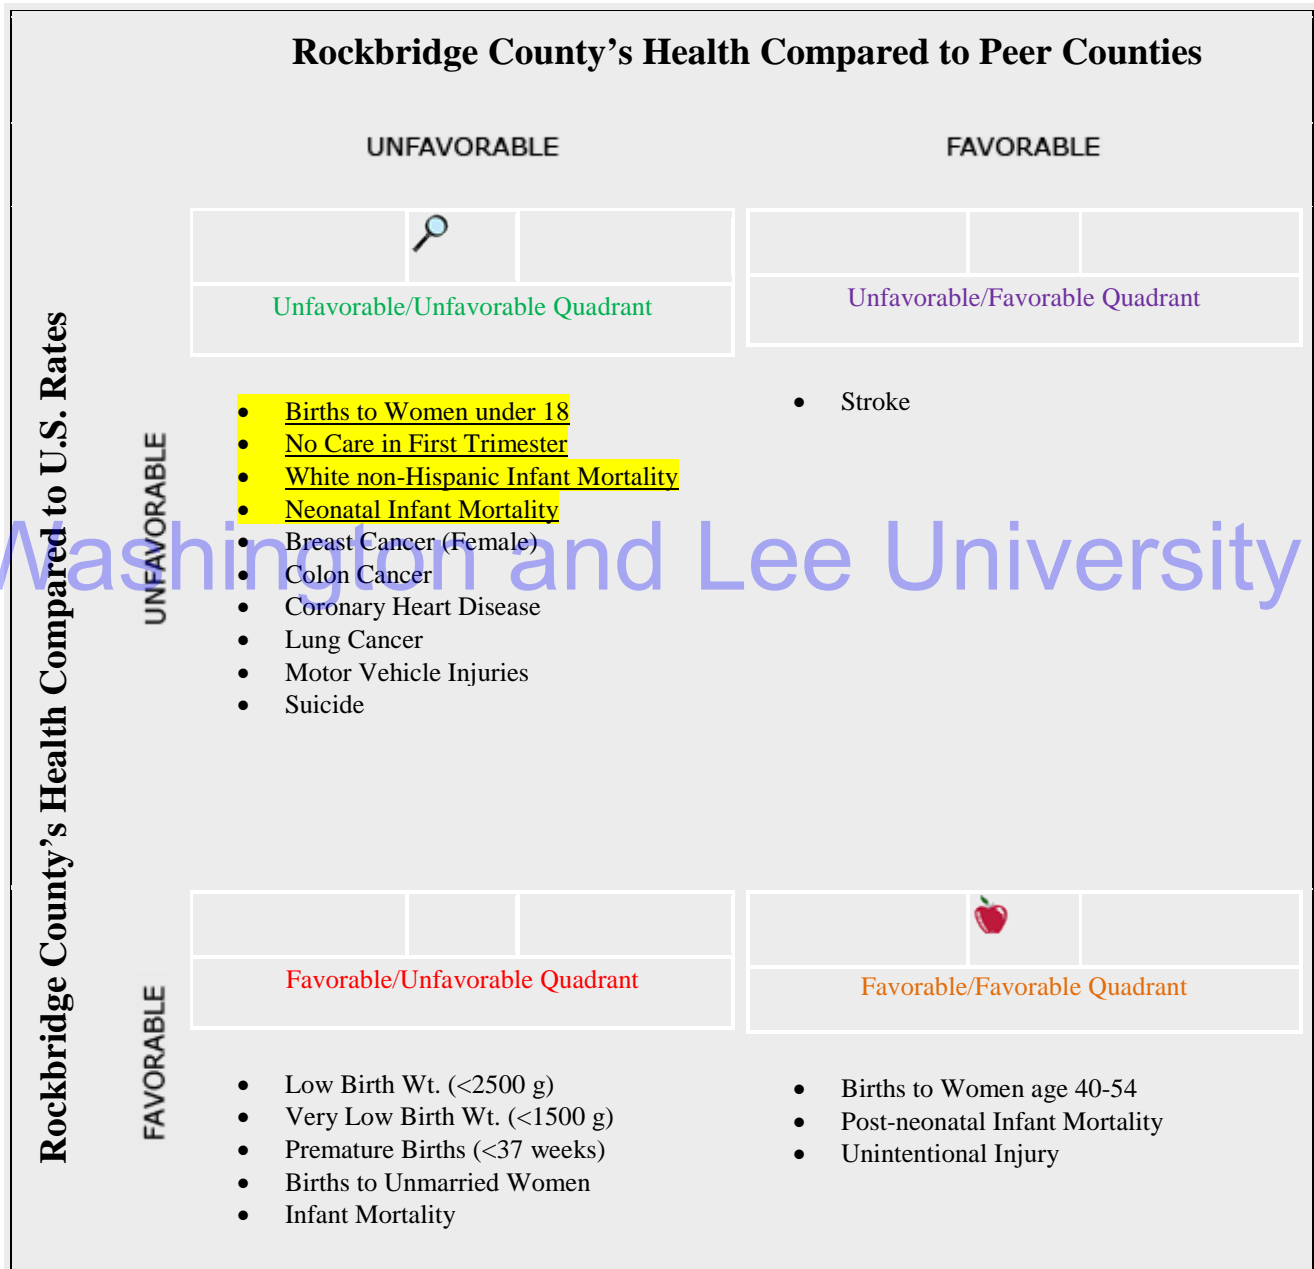 Rockbridge County’s Health Compared to Peer Counties
UNFAVORABLE
FAVORABLE
Rockbridge County’s Health Compared to U.S. Rates
UNFAVORABLE
Unfavorable/Unfavorable Quadrant
• Births to Women under 18
• No Care in First Trimester
• White non-Hispanic Infant Mortality
• Neonatal Infant Mortality
• Breast Cancer (Female)
• Colon Cancer
• Coronary Heart Disease
• Lung Cancer
• Motor Vehicle Injuries
• Suicide
Unfavorable/Favorable Quadrant
• Stroke
Washington and Lee University
FAVORABLE
Favorable/Unfavorable Quadrant
• Low Birth Wt. (<2500 g)
• Very Low Birth Wt. (<1500 g)
• Premature Births (<37 weeks)
• Births to Unmarried Women
• Infant Mortality
Favorable/Favorable Quadrant
• Births to Women age 40-54
• Post-neonatal Infant Mortality
• Unintentional Injury